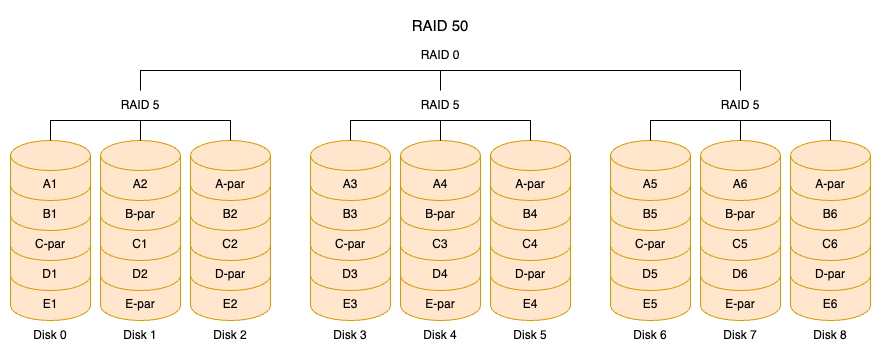 RAID 50
RAID 0
RAID 5 RAID 5 RAID 5
A1 A2 A-par A3 A4 A-par A5 A6 A-par
B1 B-par B2 B3 B-par B4 B5 B-par B6
C-par C1 C2 C-par C3 C4 C-par C5 C6
D1 D2 D-par D3 D4 D-par D5 D6 D-par
E1 E-par E2 E3 E-par E4 E5 E-par E6
Disk 0 Disk 1 Disk 2 Disk 3 Disk 4 Disk 5 Disk 6 Disk 7 Disk 8